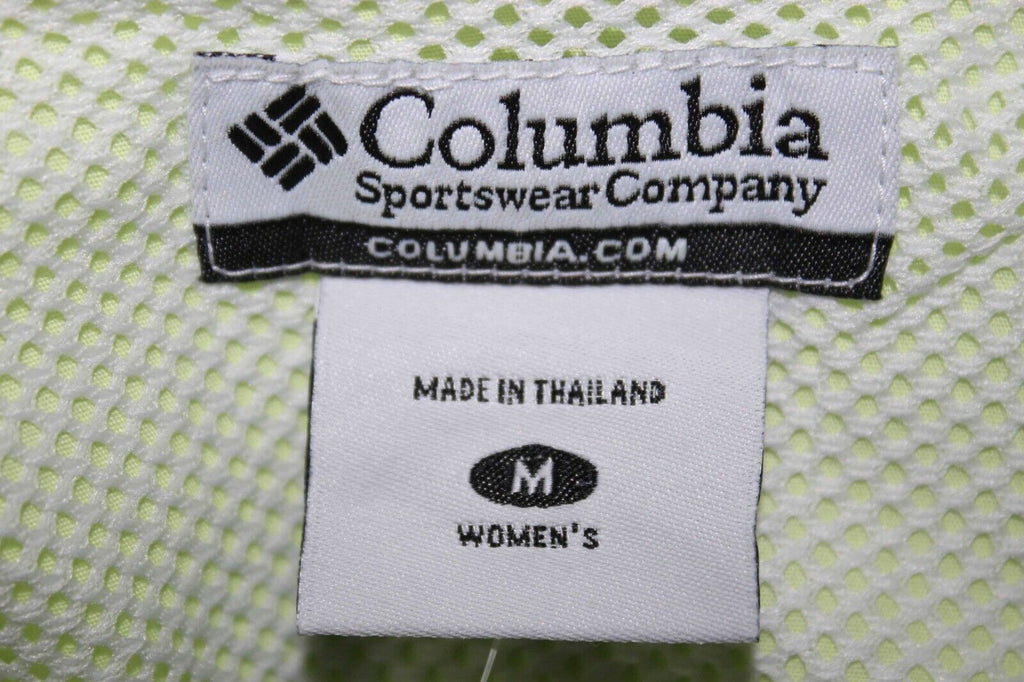 Columbia
Sportswear Company
COLUMBIA.COM
MADE IN THAILAND
M
WOMEN'S